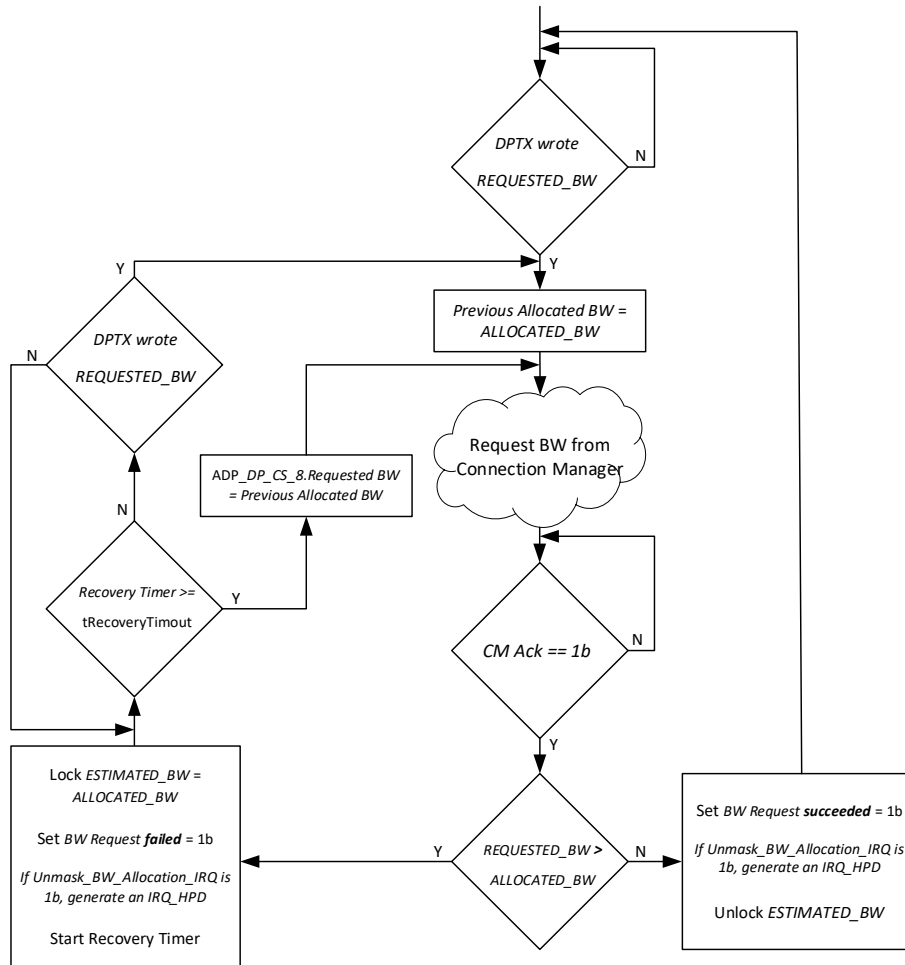 DPTX wrote
REQUESTED_BW
N
Y
Previous Allocated BW =
ALLOCATED_BW
Y
DPTX wrote
REQUESTED_BW
N
Request BW from
Connection Manager
ADP_DP_CS_8.Requested BW
= Previous Allocated BW
N
Recovery Timer >=
tRecoveryTimout
Y
CM Ack == 1b
N
Y
Lock ESTIMATED_BW =
ALLOCATED_BW
Set BW Request failed = 1b
If Unmask_BW_Allocation_IRQ is
1b, generate an IRQ_HPD
Start Recovery Timer
Y
REQUESTED_BW >
ALLOCATED_BW
N
Set BW Request succeeded = 1b
If Unmask_BW_Allocation_IRQ is
1b, generate an IRQ_HPD
Unlock ESTIMATED_BW